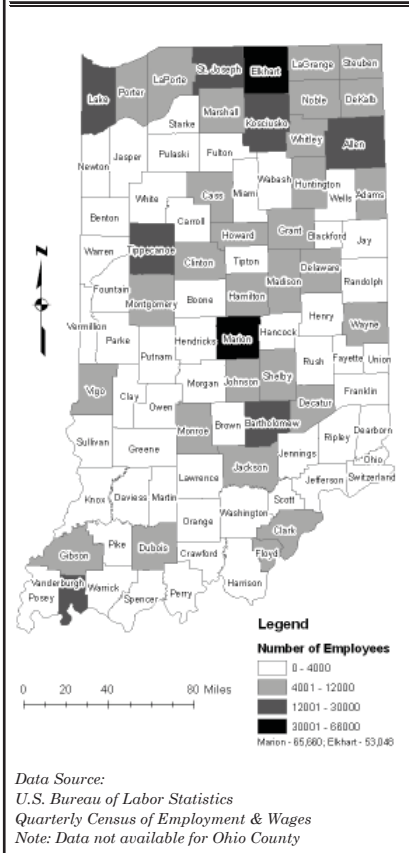 LaPorte St. Joseph Elkhart LaGrange Steuben
Lake Porter
Marshall Kosciusko Noble DeKalb
Starke Whitley Allen
Newton Jasper Pulaski Fulton
Wabash Huntington
White Cass Miami Wells Adams
Benton Carroll
Howard Grant Blackford Jay
Warren Tippecanoe Clinton Tipton
Delaware
Madison Randolph
Fountain Boone Hamilton
Montgomery
Henry Wayne
Vermillion Parke Hendricks Marion Hancock
Putnam Rush Fayette Union
Morgan Johnson Shelby
Vigo Clay Franklin
Owen Decatur
Monroe Brown Bartholomew
Sullivan Greene Jennings Ripley Dearborn
Ohio
Jackson
Lawrence Jefferson Switzerland
Knox Daviess Martin Scott
Washington
Orange Clark
Gibson Pike Dubois Crawford Floyd
Vanderburgh Harrison
Posey Warrick Spencer Perry
N
Legend
Number of Employees
0 - 4000
4001 - 12000
12001 - 30000
30001 - 66000
Marion - 65,660; Elkhart - 53,048
0 20 40 80 Miles
Data Source:
U.S. Bureau of Labor Statistics
Quarterly Census of Employment & Wages
Note: Data not available for Ohio County